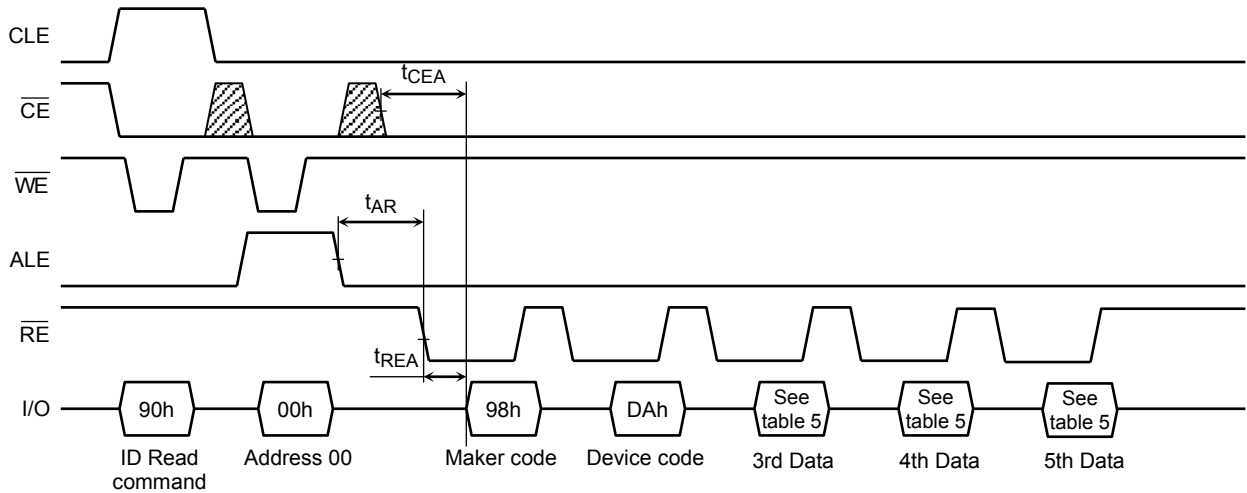 CLE
tCEA
CE
WE
tAR
ALE
RE
tREA
I/O 90h 00h 98h DAh See table 5 See table 5 See table 5
ID Read command Address 00 Maker code Device code 3rd Data 4th Data 5th Data